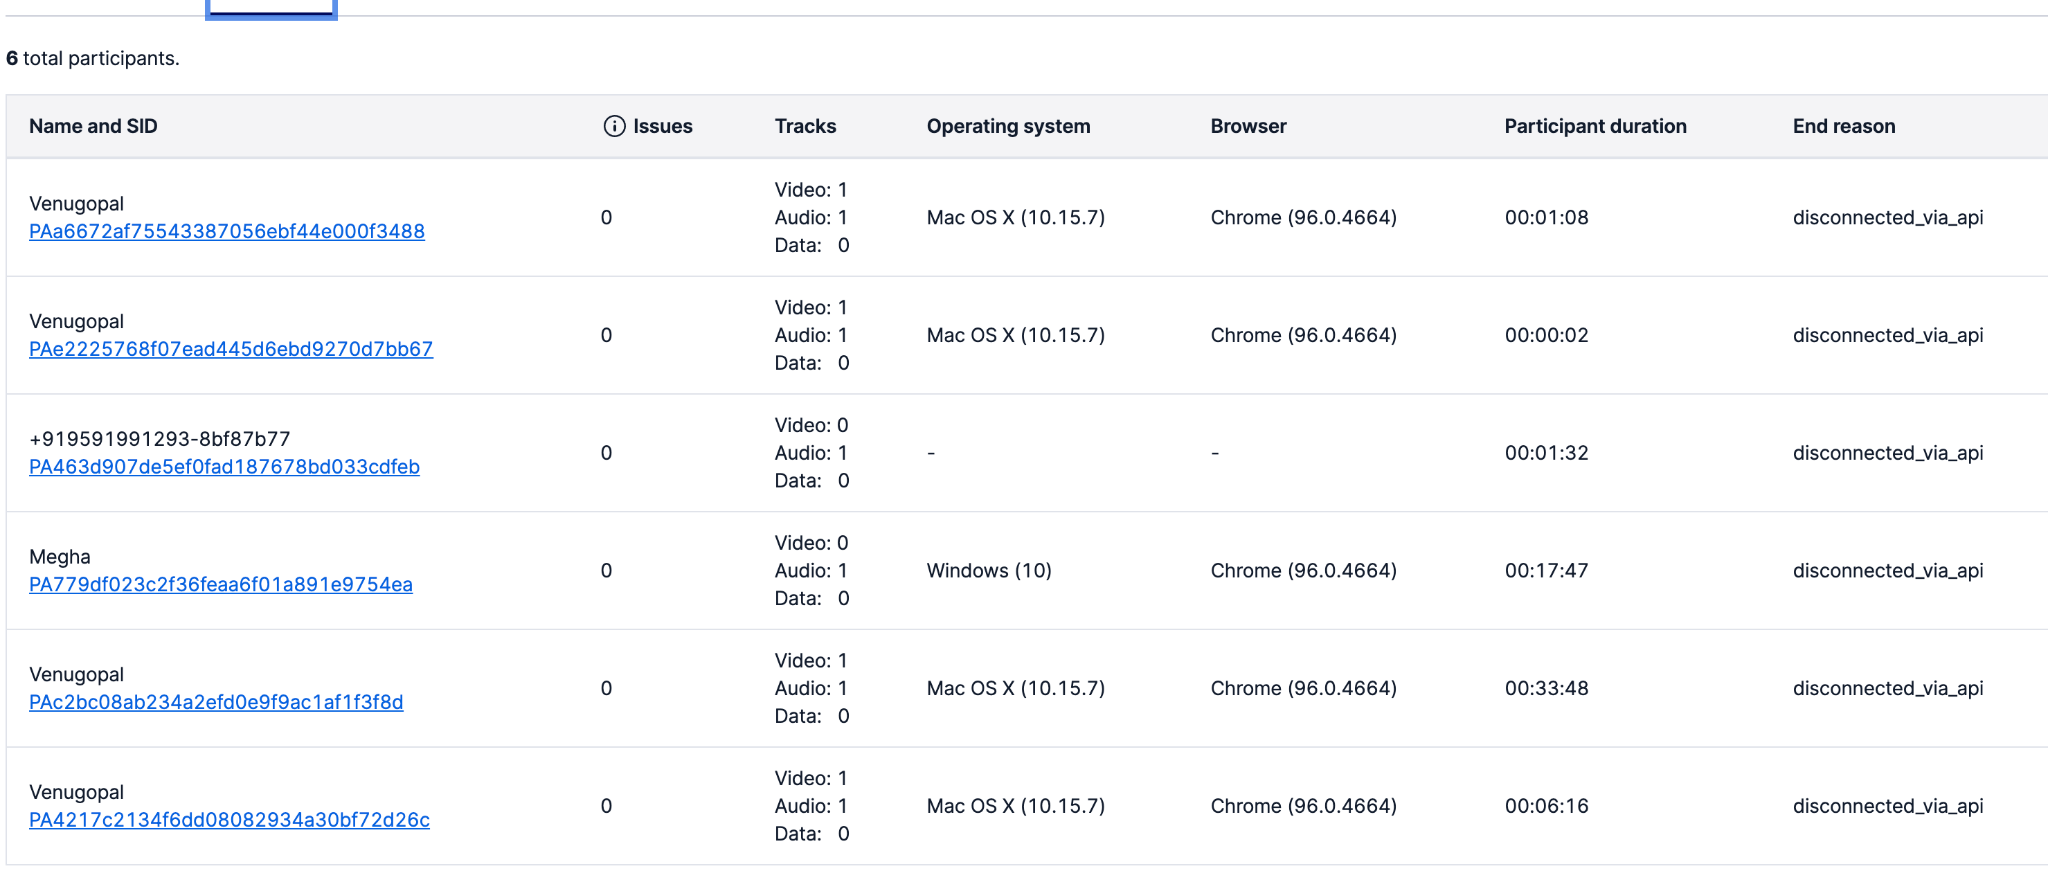 6 total participants.
Name and SID Issues Tracks Operating system Browser Participant duration End reason
Venugopal
PAa6672af75543387056ebf44e000f3488
0
Video: 1
Audio: 1
Data: 0
Mac OS X (10.15.7)
Chrome (96.0.4664)
00:01:08
disconnected_via_api
Venugopal
PAe2225768f07ead445d6ebd9270d7bb67
0
Video: 1
Audio: 1
Data: 0
Mac OS X (10.15.7)
Chrome (96.0.4664)
00:00:02
disconnected_via_api
+919591991293-8bf87b77
PA463d907de5ef0fad187678bd033cdfeb
0
Video: 0
Audio: 1
Data: 0
-
-
00:01:32
disconnected_via_api
Megha
PA779df023c2f36feaa6f01a891e9754ea
0
Video: 0
Audio: 1
Data: 0
Windows (10)
Chrome (96.0.4664)
00:17:47
disconnected_via_api
Venugopal
PAc2bc08ab234a2efd0e9f9ac1af1f3f8d
0
Video: 1
Audio: 1
Data: 0
Mac OS X (10.15.7)
Chrome (96.0.4664)
00:33:48
disconnected_via_api
Venugopal
PA4217c2134f6dd08082934a30bf72d26c
0
Video: 1
Audio: 1
Data: 0
Mac OS X (10.15.7)
Chrome (96.0.4664)
00:06:16
disconnected_via_api